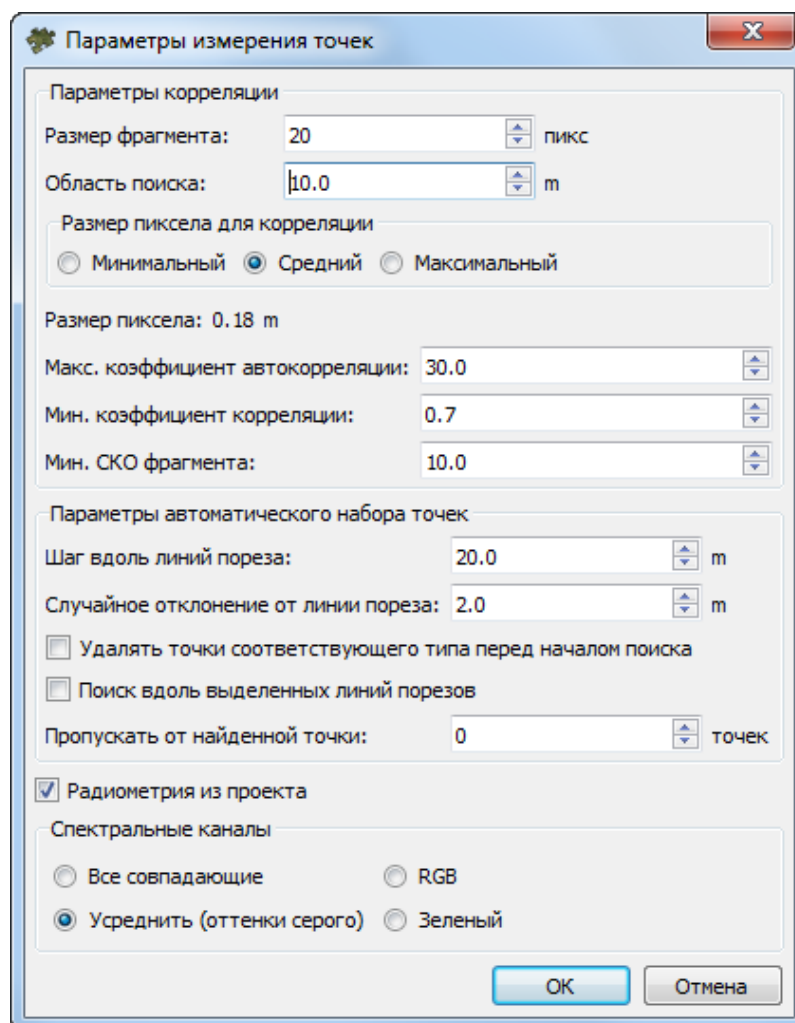 Параметры измерения точек
Параметры корреляции
Размер фрагмента: 20 пикс
Область поиска: 10.0 m
Размер пиксела для корреляции
Минимальный Средний Максимальный
Размер пиксела: 0.18 m
Макс. коэффициент автокорреляции: 30.0
Мин. коэффициент корреляции: 0.7
Мин. СКО фрагмента: 10.0
Параметры автоматического набора точек
Шаг вдоль линий пореза: 20.0 m
Случайное отклонение от линии пореза: 2.0 m
Удалять точки соответствующего типа перед началом поиска
Поиск вдоль выделенных линий порезов
Пропускать от найденной точки: 0 точек
Радиометрия из проекта
Спектральные каналы
Все совпадающие RGB
Усреднить (оттенки серого) Зеленый
OK Отмена